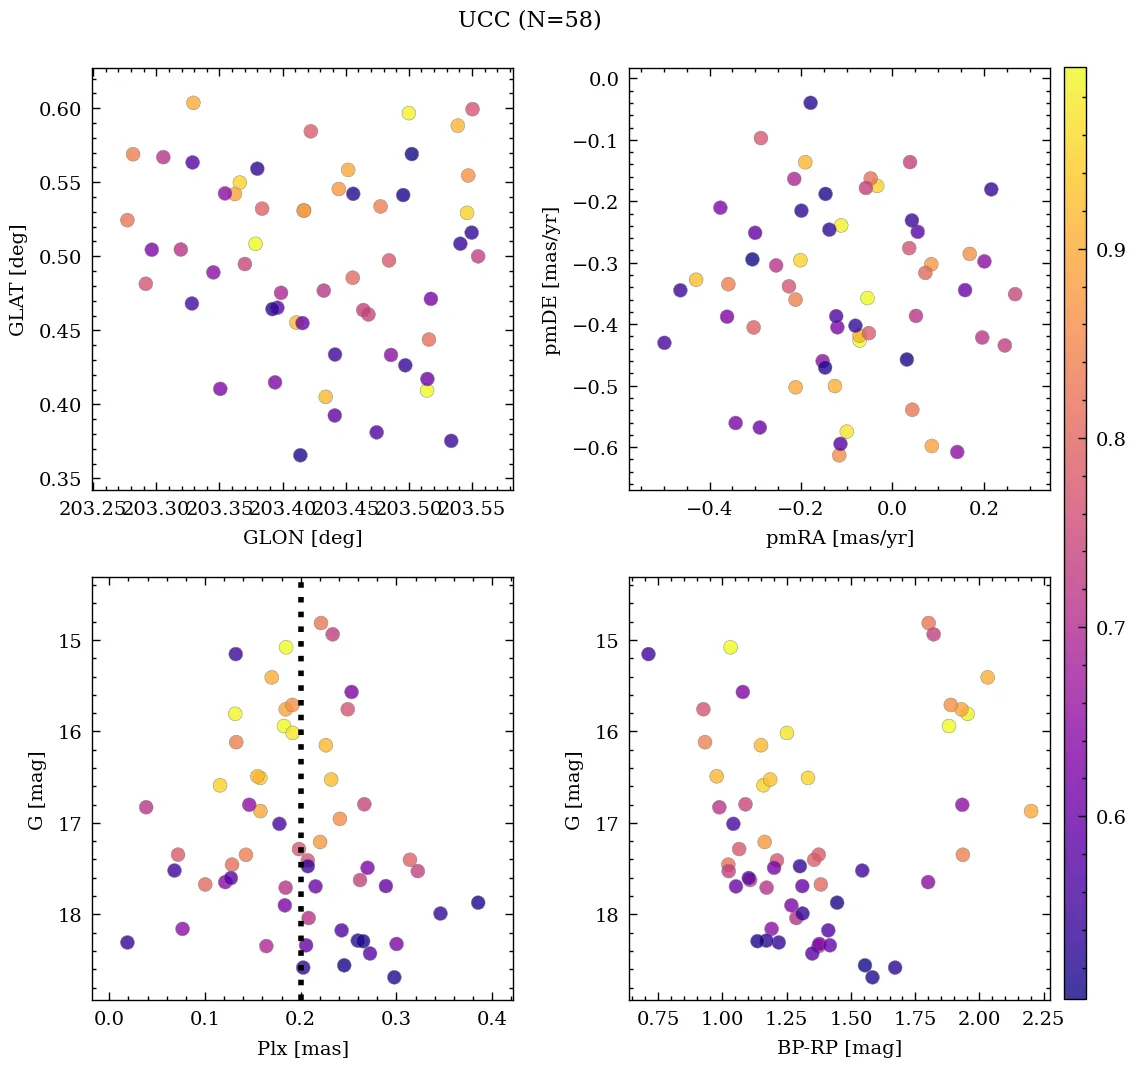 UCC (N=58)
0.60
0.55
0.50
0.45
0.40
0.35
GLAT [deg]
203.25 203.30 203.35 203.40 203.45 203.50 203.55
GLON [deg]
0.0
−0.1
−0.2
−0.3
−0.4
−0.5
−0.6
pmDE [mas/yr]
−0.4 −0.2 0.0 0.2
pmRA [mas/yr]
0.9
0.8
0.7
0.6
15
16
17
18
G [mag]
0.0 0.1 0.2 0.3 0.4
Plx [mas]
15
16
17
18
G [mag]
0.75 1.00 1.25 1.50 1.75 2.00 2.25
BP-RP [mag]